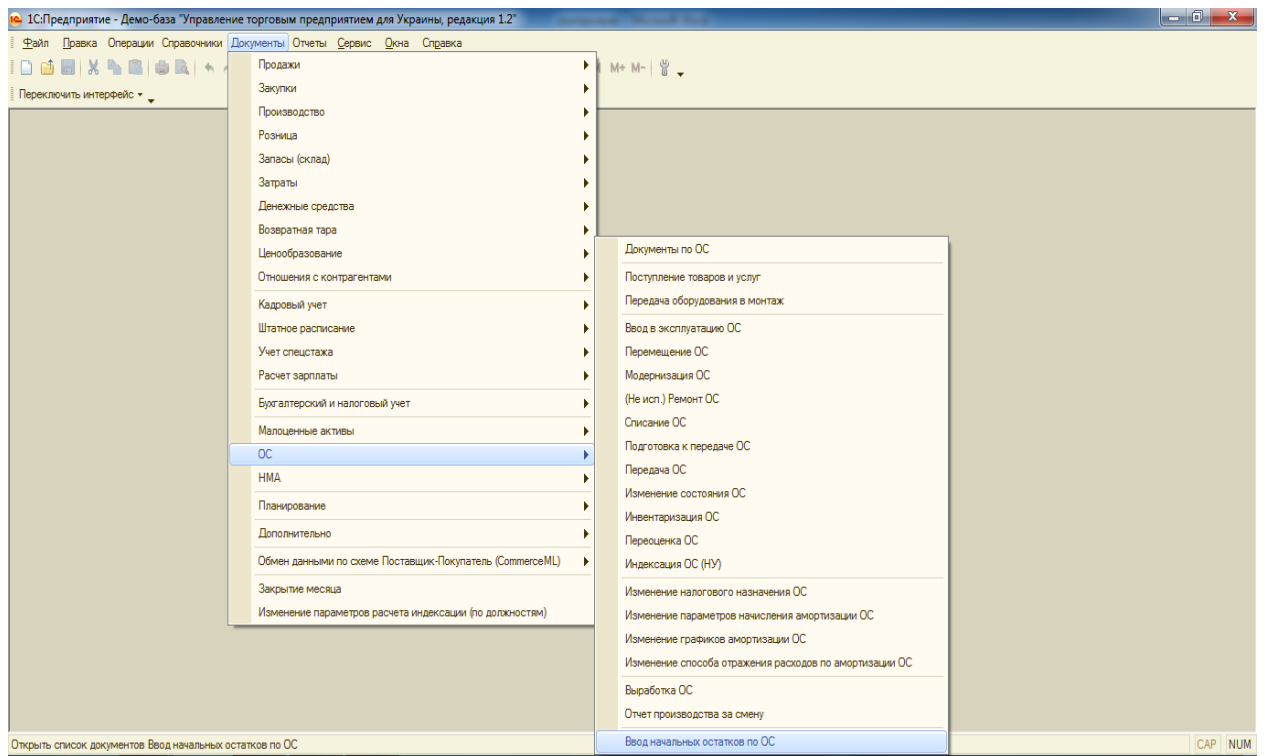 1С:Предприятие - Демо-база "Управление торговым предприятием для Украины, редакция 1.2"
Файл Правка Операции Справочники Документы Отчеты Сервис Окна Справка
M+ M-
Переключить интерфейс
Продажи
Закупки
Производство
Розница
Запасы (склад)
Затраты
Денежные средства
Возвратная тара
Ценообразование
Отношения с контрагентами
Кадровый учет
Штатное расписание
Учет спецстажа
Расчет зарплаты
Бухгалтерский и налоговый учет
Малоценные активы
ОС
НМА
Планирование
Дополнительно
Обмен данными по схеме Поставщик-Покупатель (CommerceML)
Закрытие месяца
Изменение параметров расчета индексации (по должностям)
Документы по ОС
Поступление товаров и услуг
Передача оборудования в монтаж
Ввод в эксплуатацию ОС
Перемещение ОС
Модернизация ОС
(Не исп.) Ремонт ОС
Списание ОС
Подготовка к передаче ОС
Передача ОС
Изменение состояния ОС
Инвентаризация ОС
Переоценка ОС
Индексация ОС (НУ)
Изменение налогового назначения ОС
Изменение параметров начисления амортизации ОС
Изменение графиков амортизации ОС
Изменение способа отражения расходов по амортизации ОС
Выработка ОС
Отчет производства за смену
Ввод начальных остатков по ОС
Открыть список документов Ввод начальных остатков по ОС
CAP NUM